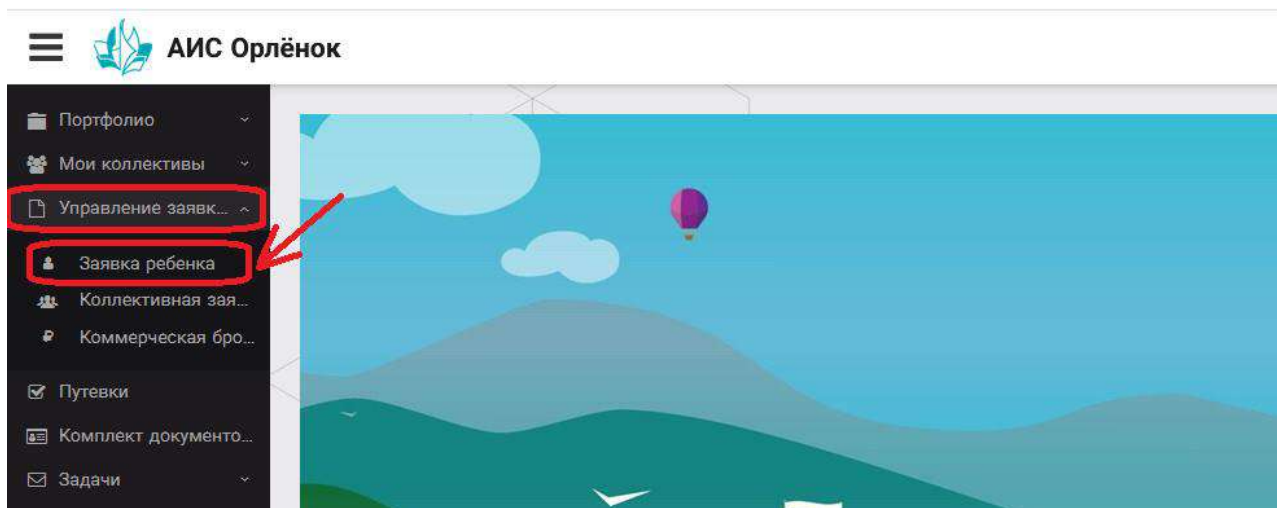 АИС Орлёнок
Портфолио
Мои коллективы
Управление заявк...
Заявка ребенка
Коллективная зая...
Коммерческая бро...
Путевки
Комплект документо...
Задачи